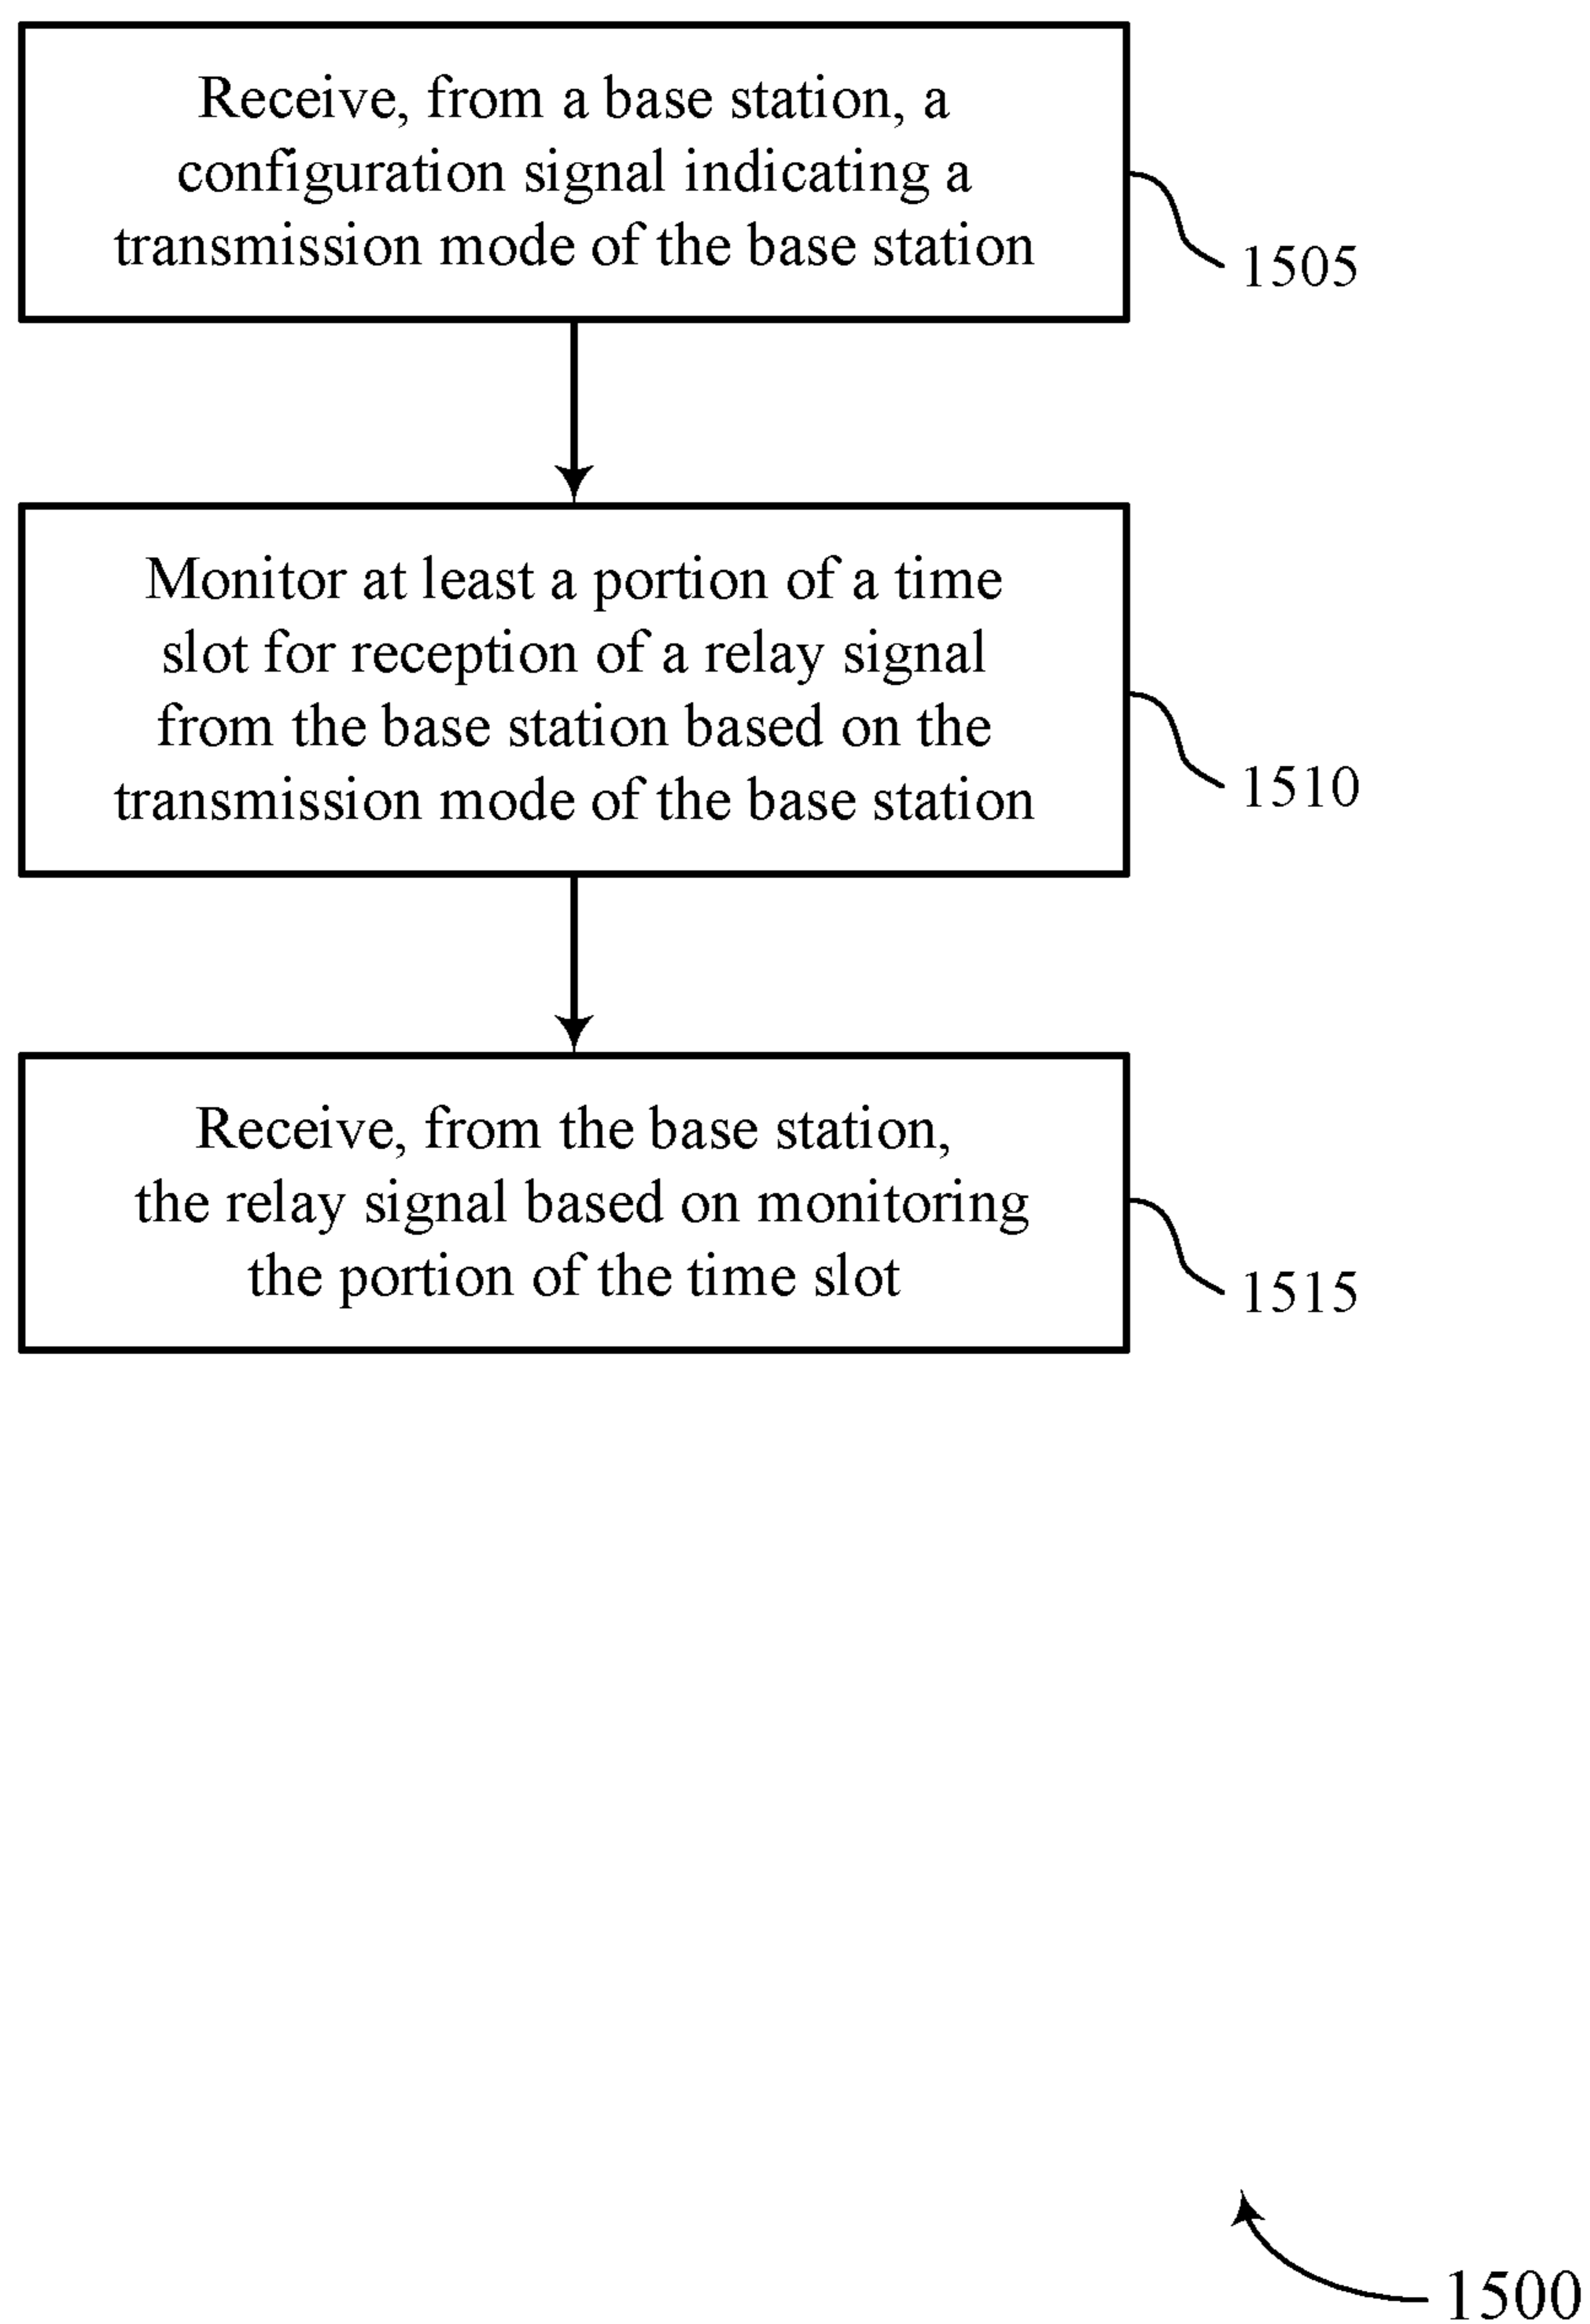 Receive, from a base station, a
configuration signal indicating a
transmission mode of the base station
1505
Monitor at least a portion of a time
slot for reception of a relay signal
from the base station based on the
transmission mode of the base station
1510
Receive, from the base station,
the relay signal based on monitoring
the portion of the time slot
1515
1500